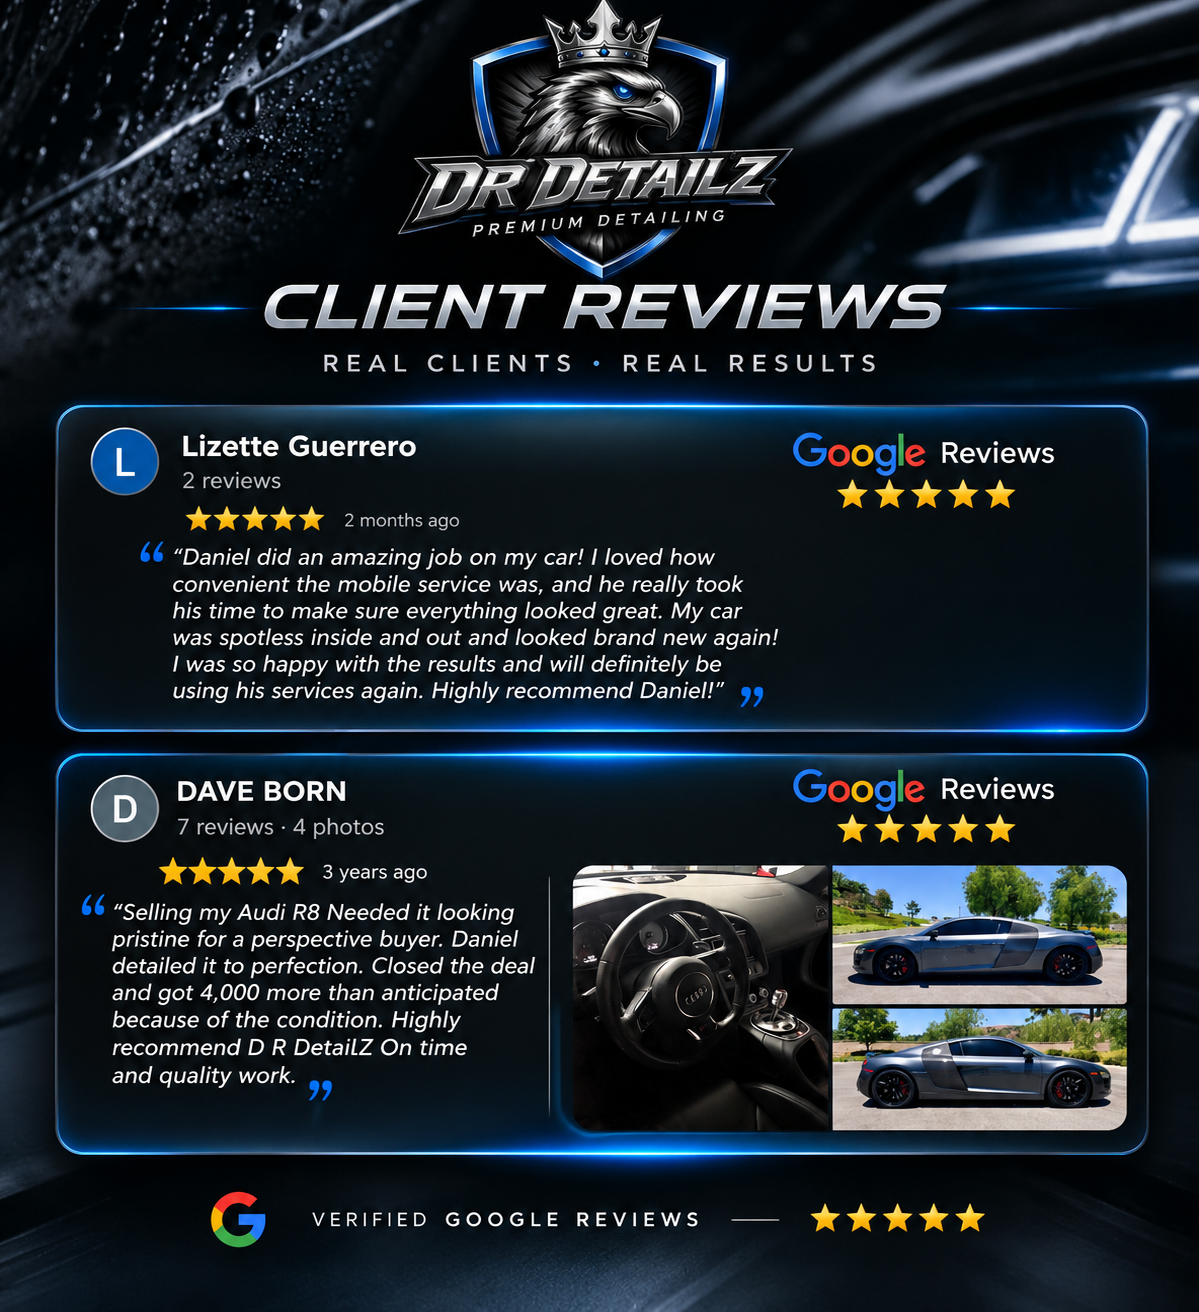 DR DETAILZ
PREMIUM DETAILING
CLIENT REVIEWS
REAL CLIENTS • REAL RESULTS
L
Lizette Guerrero
2 reviews
2 months ago
Google Reviews
“Daniel did an amazing job on my car! I loved how
convenient the mobile service was, and he really took
his time to make sure everything looked great. My car
was spotless inside and out and looked brand new again!
I was so happy with the results and will definitely be
using his services again. Highly recommend Daniel!”
D
DAVE BORN
7 reviews · 4 photos
3 years ago
Google Reviews
“Selling my Audi R8 Needed it looking
pristine for a perspective buyer. Daniel
detailed it to perfection. Closed the deal
and got 4,000 more than anticipated
because of the condition. Highly
recommend D R DetailZ On time
and quality work.”
G
VERIFIED GOOGLE REVIEWS